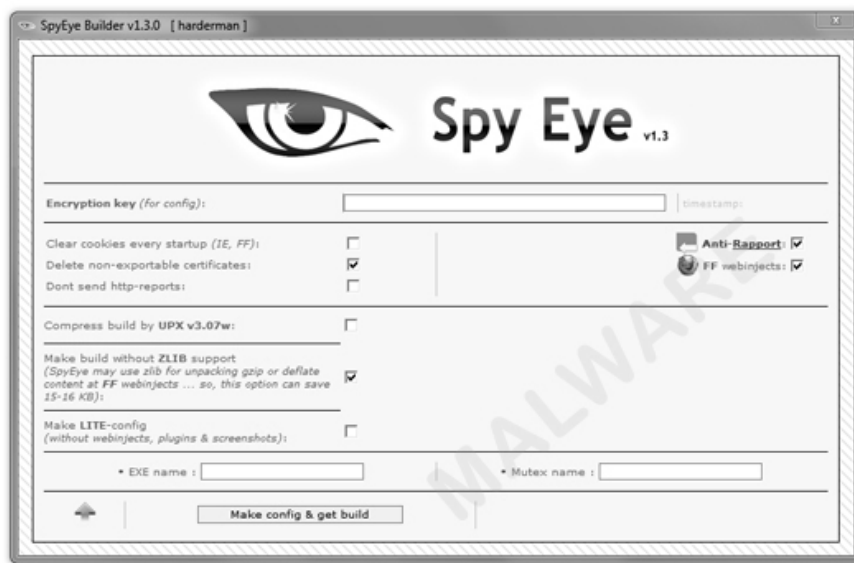 SpyEye Builder v1.3.0 [ harderman ]
Spy Eye v1.3
Encryption key (for config): timestamp:
Clear cookies every startup (IE, FF):
Anti-Rapport:
Delete non-exportable certificates:
FF webinjects:
Dont send http-reports:
Compress build by UPX v3.07w:
Make build without ZLIB support
(SpyEye may use zlib for unpacking gzip or deflate
content at FF webinjects ... so, this option can save
15-16 KB):
Make LITE-config
(without webinjects, plugins & screenshots):
• EXE name :
• Mutex name :
Make config & get build
MALWARE